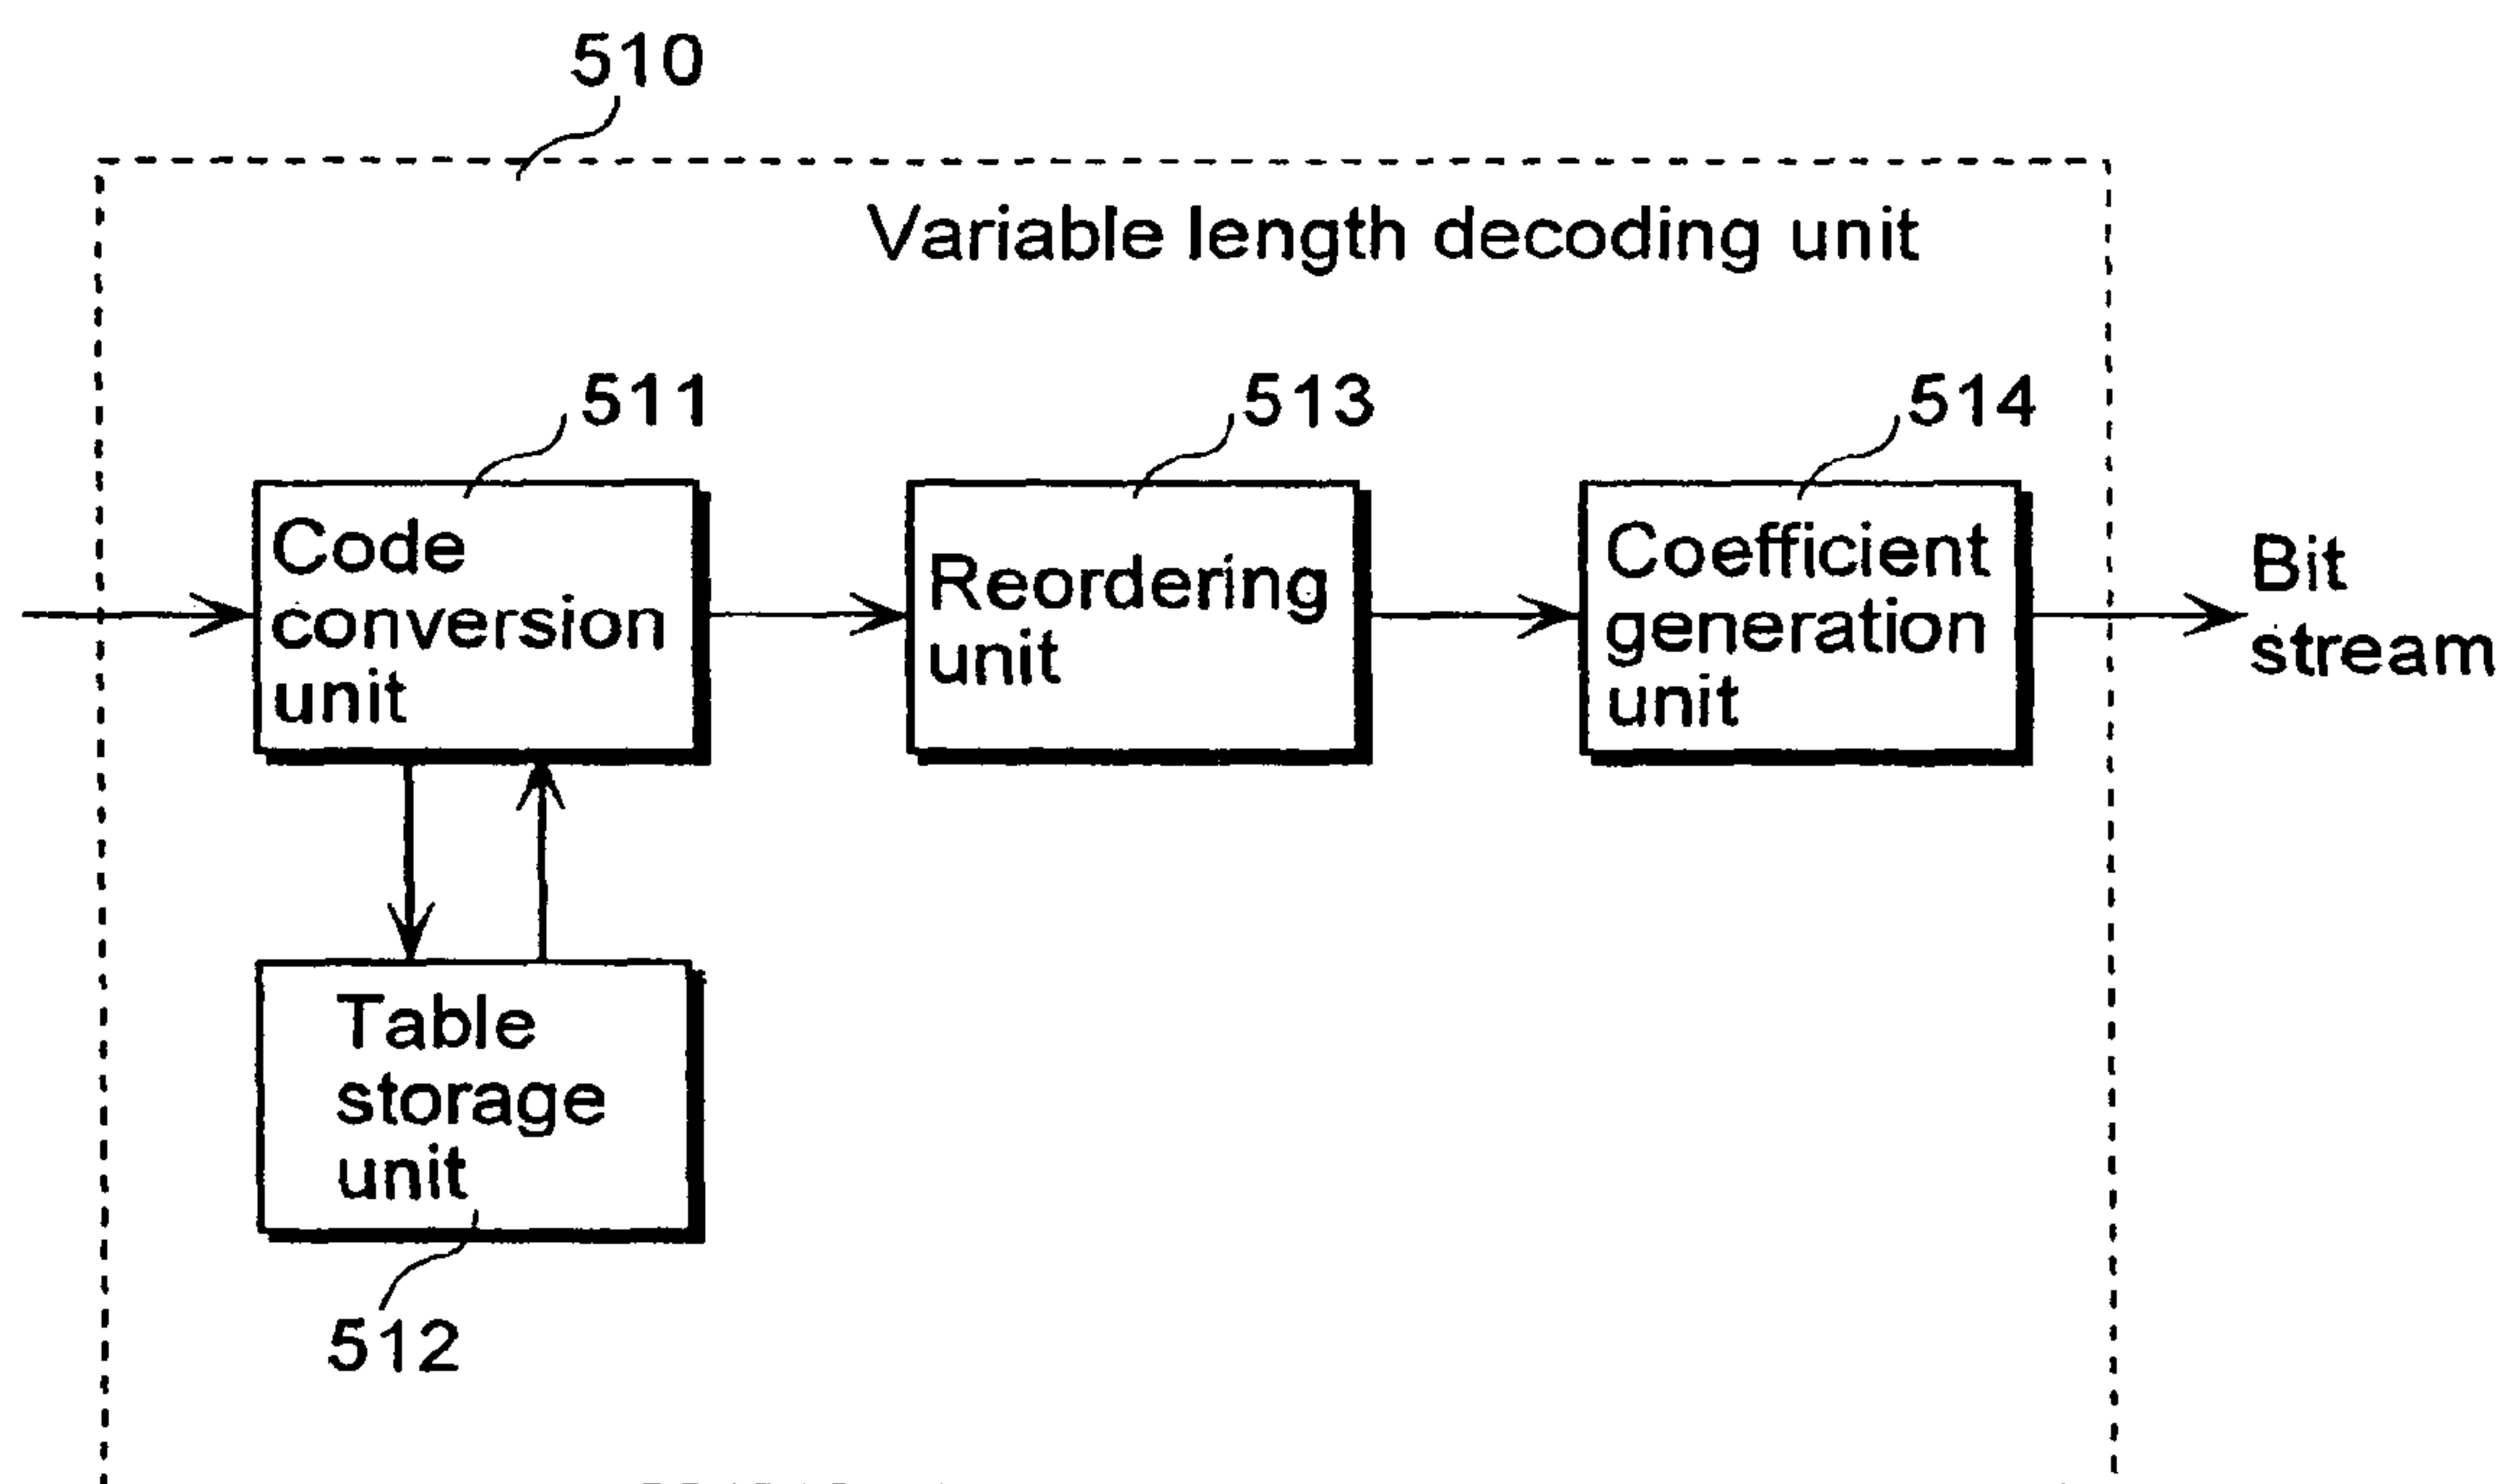 510
Variable length decoding unit
511
513
514
Code
conversion
unit
Reordering
unit
Coefficient
generation
unit
Bit
stream
Table
storage
unit
512